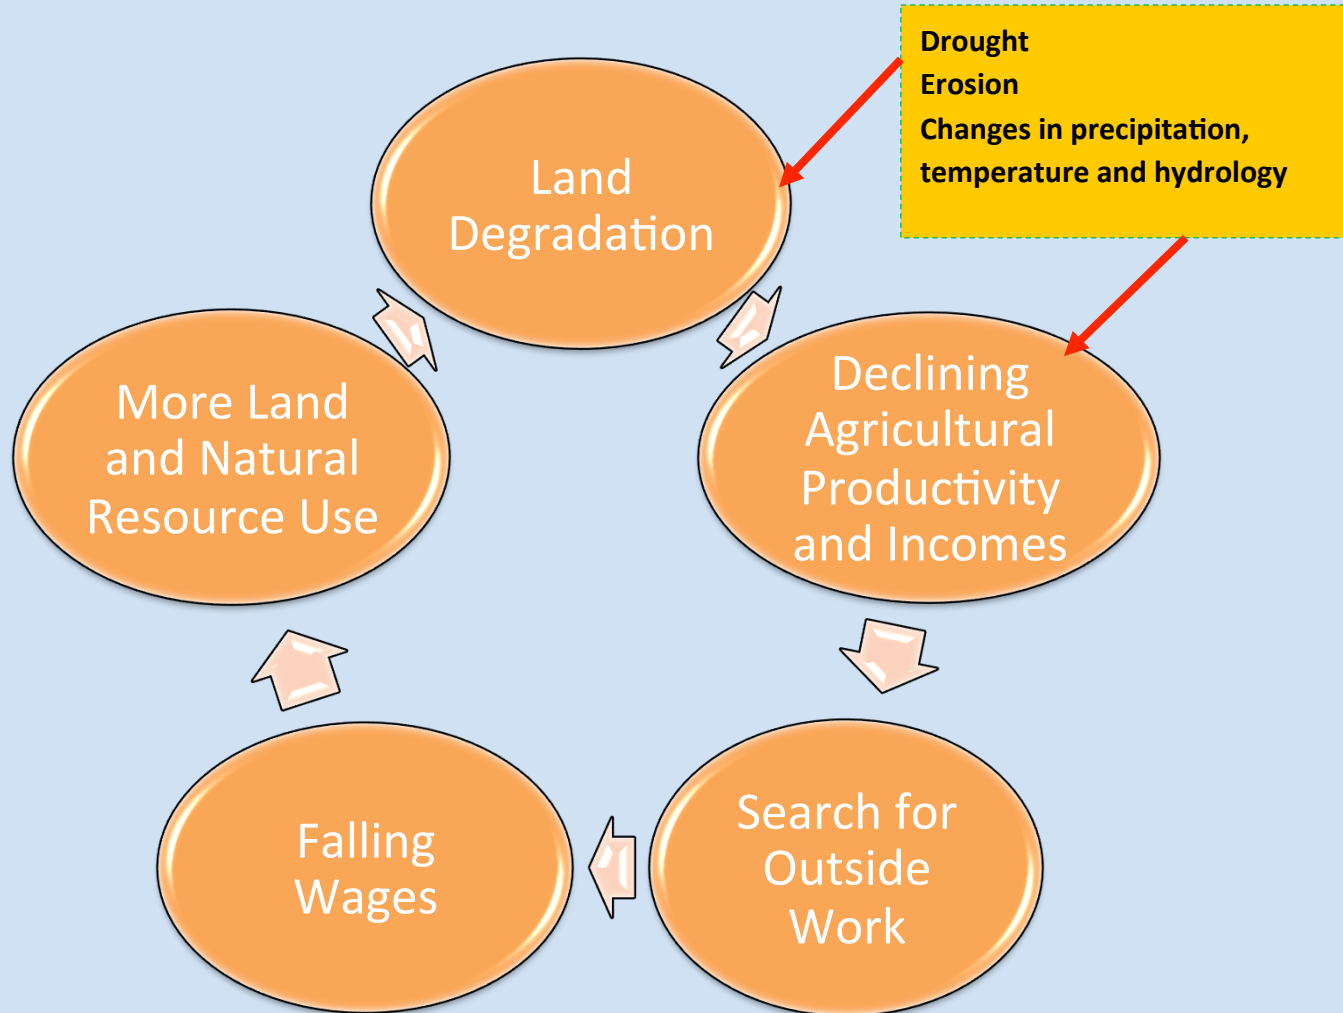 Drought
Erosion
Changes in precipitation,
temperature and hydrology
Land
Degradation
Declining
Agricultural
Productivity
and Incomes
Search for
Outside
Work
Falling
Wages
More Land
and Natural
Resource Use